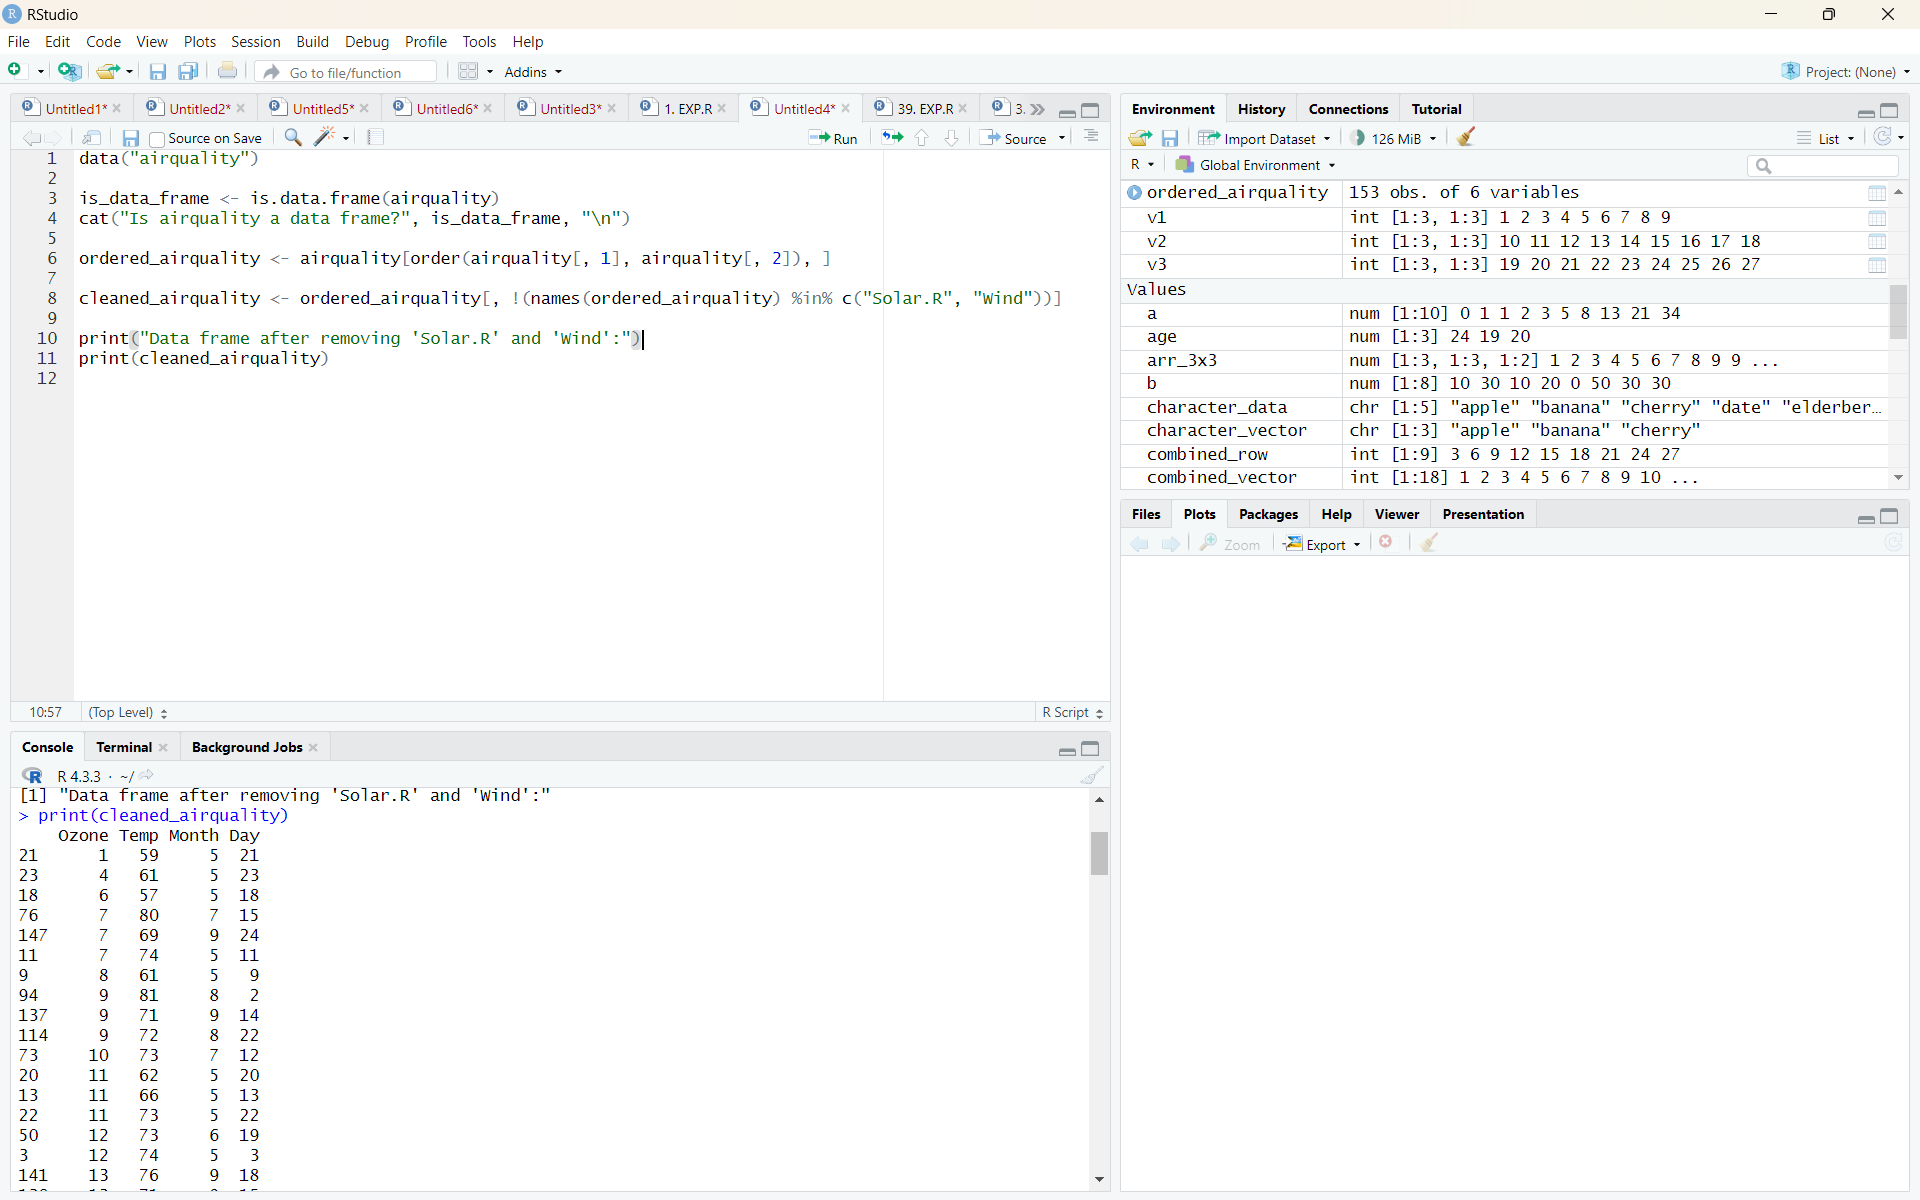 RStudio
File Edit Code View Plots Session Build Debug Profile Tools Help
Go to file/function Addins Project: (None)
Untitled1* Untitled2* Untitled5* Untitled6* Untitled3* 1. EXP.R Untitled4* 39. EXP.R 3.
Source on Save Run Source
1 data("airquality")
2
3 is_data_frame <- is.data.frame(airquality)
4 cat("Is airquality a data frame?", is_data_frame, "\n")
5
6 ordered_airquality <- airquality[order(airquality[, 1], airquality[, 2]), ]
7
8 cleaned_airquality <- ordered_airquality[, !(names(ordered_airquality) %in% c("Solar.R", "Wind"))]
9
10 print("Data frame after removing 'Solar.R' and 'Wind':")
11 print(cleaned_airquality)
12
10:57 (Top Level) R Script
Console Terminal Background Jobs
R 4.3.3 · ~/
[1] "Data frame after removing 'Solar.R' and 'Wind':"
> print(cleaned_airquality)
Ozone Temp Month Day
21 1 59 5 21
23 4 61 5 23
18 6 57 5 18
76 7 80 7 15
147 7 69 9 24
11 7 74 5 11
9 8 61 5 9
94 9 81 8 2
137 9 71 9 14
114 9 72 8 22
73 10 73 7 12
20 11 62 5 20
13 11 66 5 13
22 11 73 5 22
50 12 73 6 19
3 12 74 5 3
141 13 76 9 18
Environment History Connections Tutorial
Import Dataset 126 MiB List
R Global Environment
ordered_airquality 153 obs. of 6 variables
v1 int [1:3, 1:3] 1 2 3 4 5 6 7 8 9
v2 int [1:3, 1:3] 10 11 12 13 14 15 16 17 18
v3 int [1:3, 1:3] 19 20 21 22 23 24 25 26 27
Values
a num [1:10] 0 1 1 2 3 5 8 13 21 34
age num [1:3] 24 19 20
arr_3x3 num [1:3, 1:3, 1:2] 1 2 3 4 5 6 7 8 9 9 ...
b num [1:8] 10 30 10 20 0 50 30 30
character_data chr [1:5] "apple" "banana" "cherry" "date" "elderber…
character_vector chr [1:3] "apple" "banana" "cherry"
combined_row int [1:9] 3 6 9 12 15 18 21 24 27
combined_vector int [1:18] 1 2 3 4 5 6 7 8 9 10 ...
Files Plots Packages Help Viewer Presentation
Zoom Export